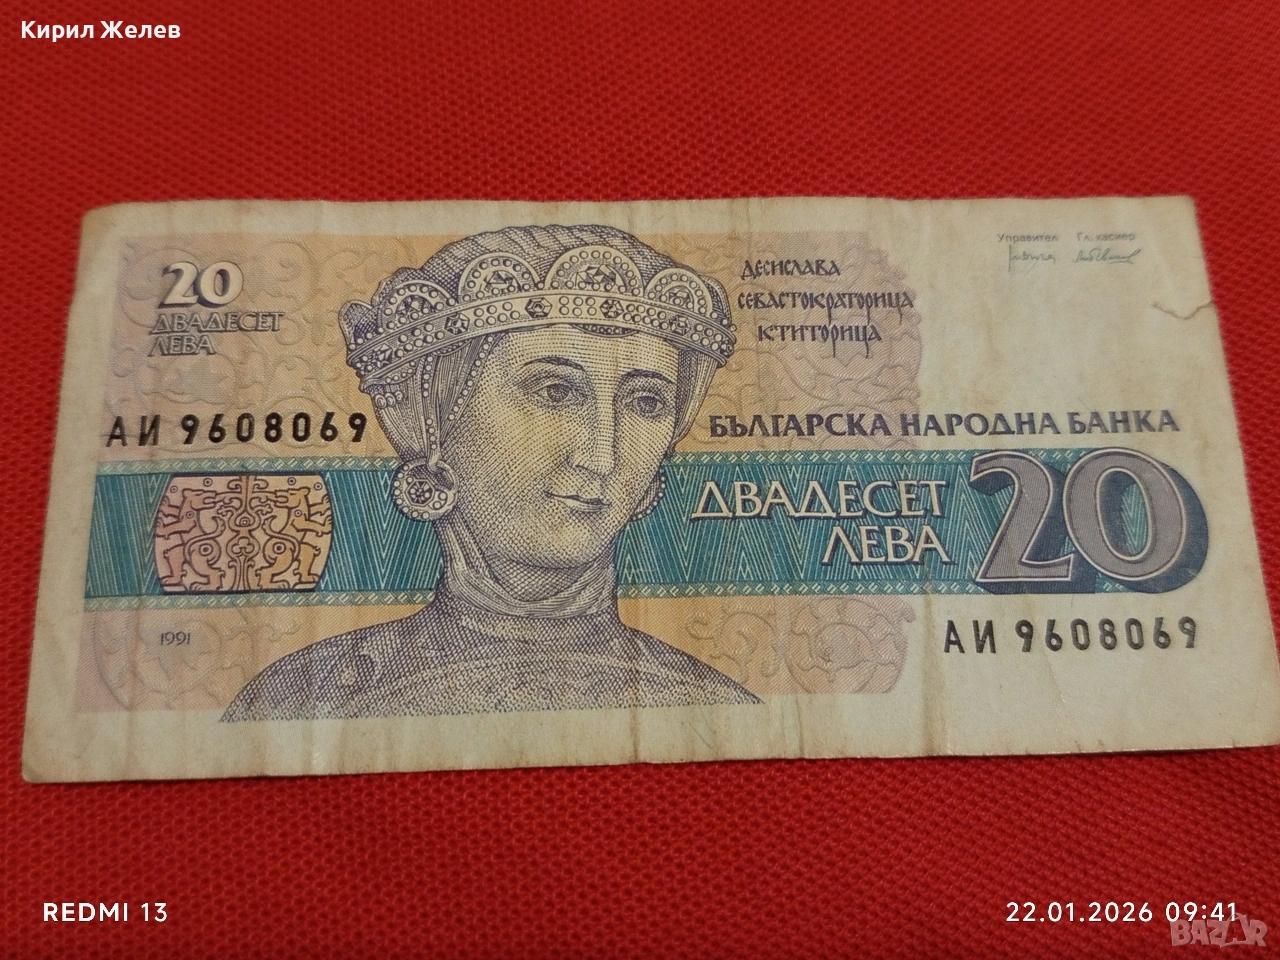 Кирил Желев
Управител Гл. касиер
20
ДВАДЕСЕТ
ЛЕВА
ДЕСИСЛАВА
СЕВАСТОКРАТОРИЦА
КТИТОРИЦА
АИ 9608069
БЪЛГАРСКА НАРОДНА БАНКА
ДВАДЕСЕТ
ЛЕВА
20
1991
АИ 9608069
REDMI 13
22.01.2026 09:41
BAZAR